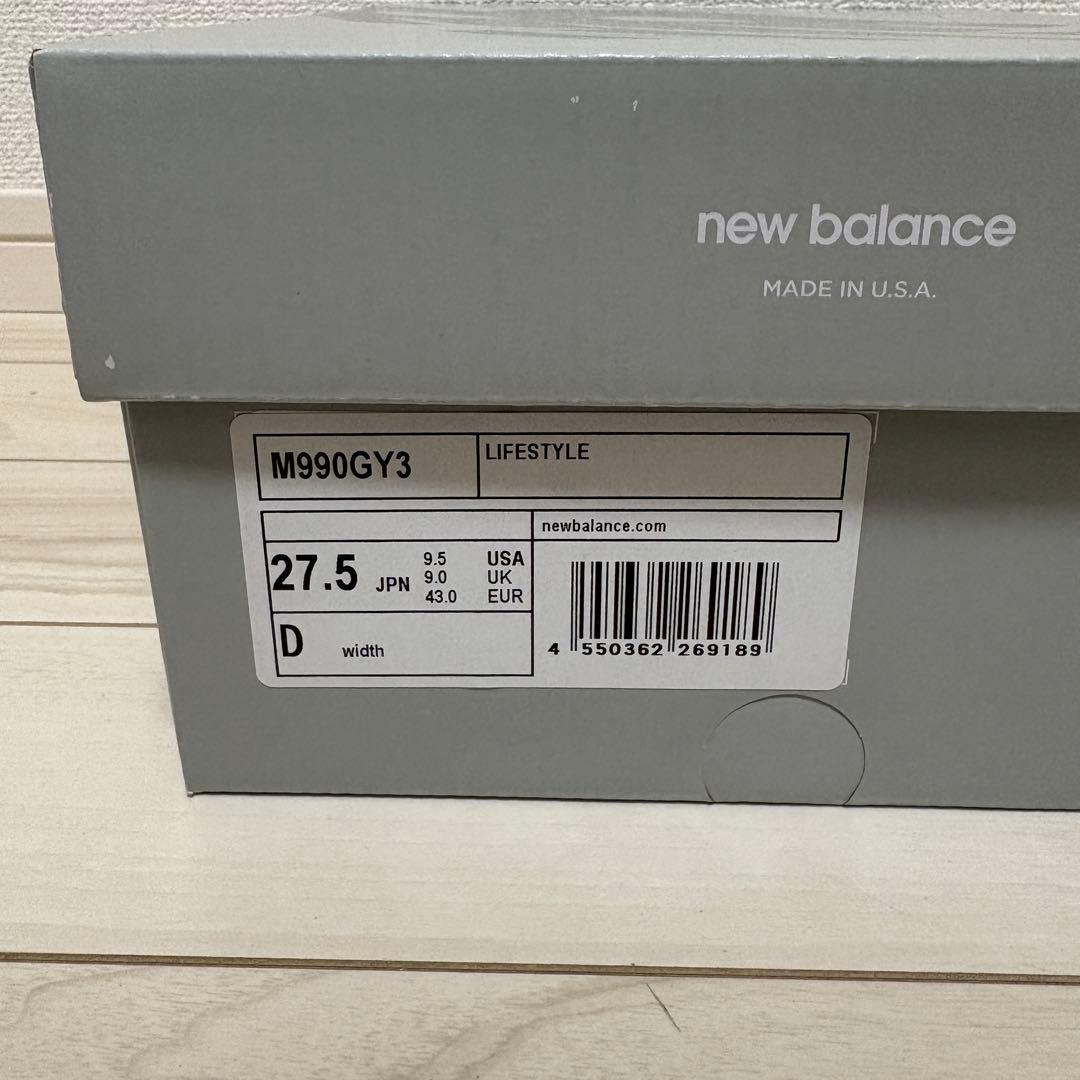 new balance
MADE IN U.S.A.
M990GY3
LIFESTYLE
newbalance.com
27.5 JPN
9.5 USA
9.0 UK
43.0 EUR
D width
4 550362 269189